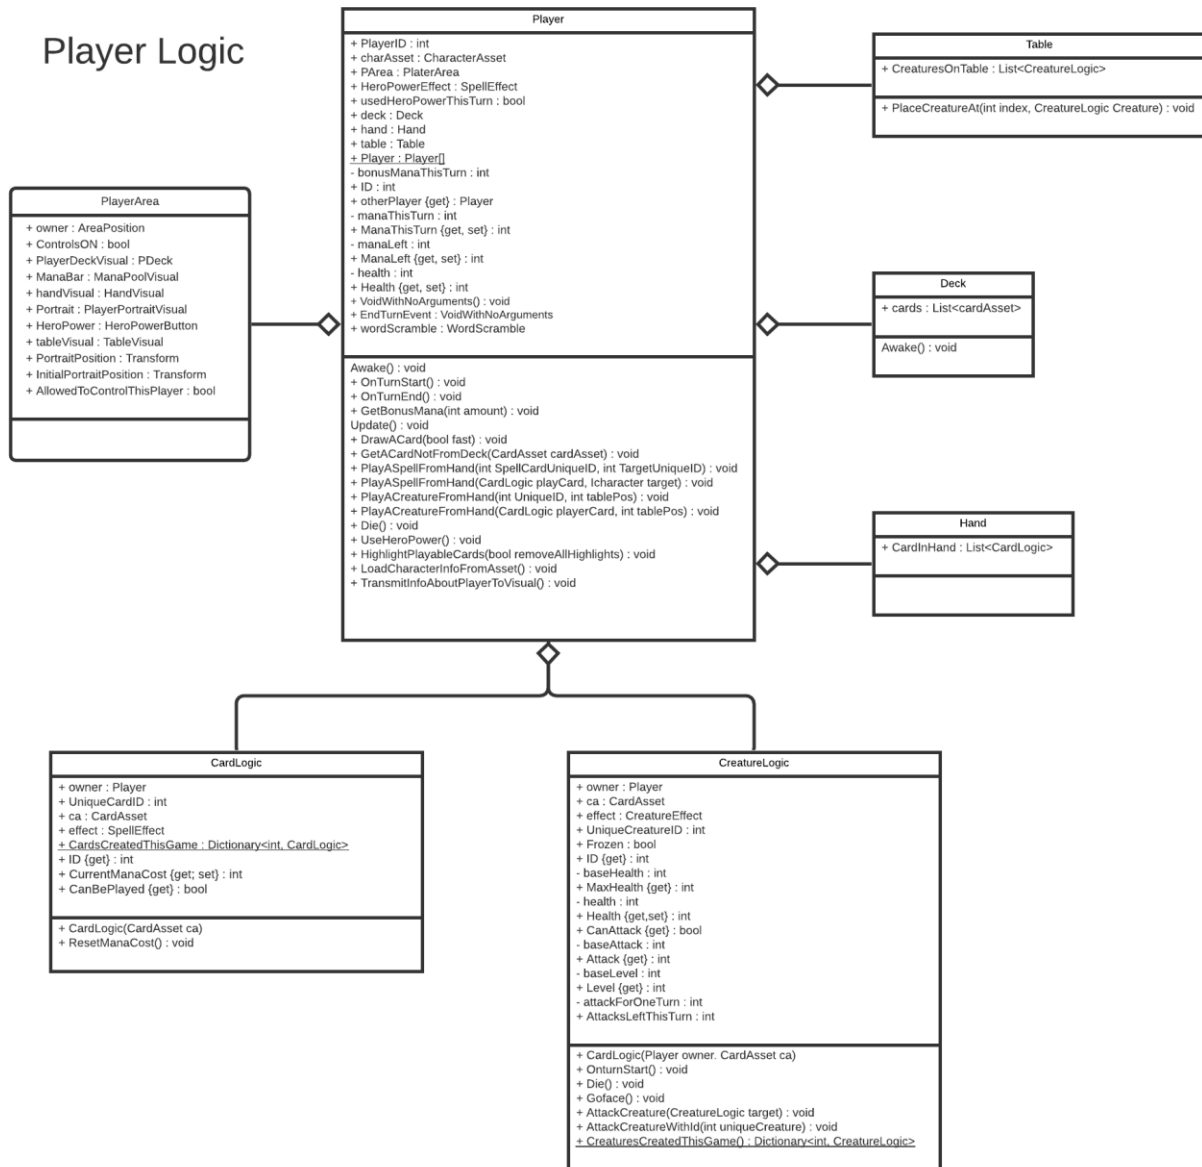 Player Logic
Player
+ PlayerID : int
+ charAsset : CharacterAsset
+ PArea : PlaterArea
+ HeroPowerEffect : SpellEffect
+ usedHeroPowerThisTurn : bool
+ deck : Deck
+ hand : Hand
+ table : Table
+ Player : Player[]
- bonusManaThisTurn : int
+ ID : int
+ otherPlayer {get} : Player
- manaThisTurn : int
+ ManaThisTurn {get, set} : int
- manaLeft : int
+ ManaLeft {get, set} : int
- health : int
+ Health {get, set} : int
+ VoidWithNoArguments() : void
+ EndTurnEvent : VoidWithNoArguments
+ wordScramble : WordScramble
Awake() : void
+ OnTurnStart() : void
+ OnTurnEnd() : void
+ GetBonusMana(int amount) : void
Update() : void
+ DrawACard(bool fast) : void
+ GetACardNotFromDeck(CardAsset cardAsset) : void
+ PlayASpellFromHand(int SpellCardUniqueID, int TargetUniqueID) : void
+ PlayASpellFromHand(CardLogic playCard, Icharacter target) : void
+ PlayACreatureFromHand(int UniqueID, int tablePos) : void
+ PlayACreatureFromHand(CardLogic playerCard, int tablePos) : void
+ Die() : void
+ UseHeroPower() : void
+ HighlightPlayableCards(bool removeAllHighlights) : void
+ LoadCharacterInfoFromAsset() : void
+ TransmitInfoAboutPlayerToVisual() : void
Table
+ CreaturesOnTable : List<CreatureLogic>
+ PlaceCreatureAt(int index, CreatureLogic Creature) : void
PlayerArea
+ owner : AreaPosition
+ ControlsON : bool
+ PlayerDeckVisual : PDeck
+ ManaBar : ManaPoolVisual
+ handVisual : HandVisual
+ Portrait : PlayerPortraitVisual
+ HeroPower : HeroPowerButton
+ tableVisual : TableVisual
+ PortraitPosition : Transform
+ InitialPortraitPosition : Transform
+ AllowedToControlThisPlayer : bool
Deck
+ cards : List<cardAsset>
Awake() : void
Hand
+ CardInHand : List<CardLogic>
CardLogic
+ owner : Player
+ UniqueCardID : int
+ ca : CardAsset
+ effect : SpellEffect
+ CardsCreatedThisGame : Dictionary<int, CardLogic>
+ ID {get} : int
+ CurrentManaCost {get; set} : int
+ CanBePlayed {get} : bool
+ CardLogic(CardAsset ca)
+ ResetManaCost() : void
CreatureLogic
+ owner : Player
+ ca : CardAsset
+ effect : CreatureEffect
+ UniqueCreatureID : int
+ Frozen : bool
+ ID {get} : int
- baseHealth : int
+ MaxHealth {get} : int
- health : int
+ Health {get,set} : int
+ CanAttack {get} : bool
- baseAttack : int
+ Attack {get} : int
- baseLevel : int
+ Level {get} : int
- attackForOneTurn : int
+ AttacksLeftThisTurn : int
+ CardLogic(Player owner. CardAsset ca)
+ OnturnStart() : void
+ Die() : void
+ Goface() : void
+ AttackCreature(CreatureLogic target) : void
+ AttackCreatureWithId(int uniqueCreature) : void
+ CreaturesCreatedThisGame() : Dictionary<int, CreatureLogic>